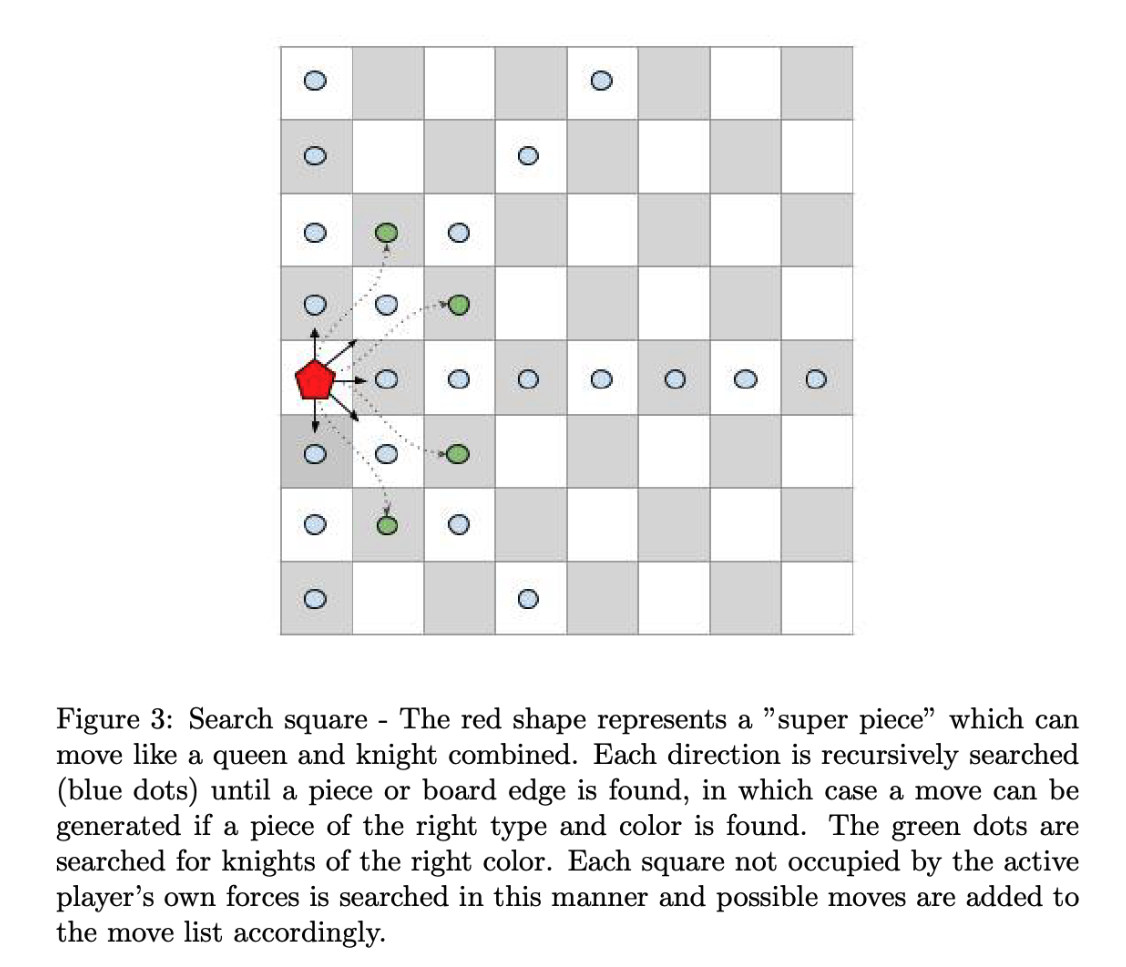 Figure 3: Search square - The red shape represents a ”super piece” which can
move like a queen and knight combined. Each direction is recursively searched
(blue dots) until a piece or board edge is found, in which case a move can be
generated if a piece of the right type and color is found. The green dots are
searched for knights of the right color. Each square not occupied by the active
player’s own forces is searched in this manner and possible moves are added to
the move list accordingly.